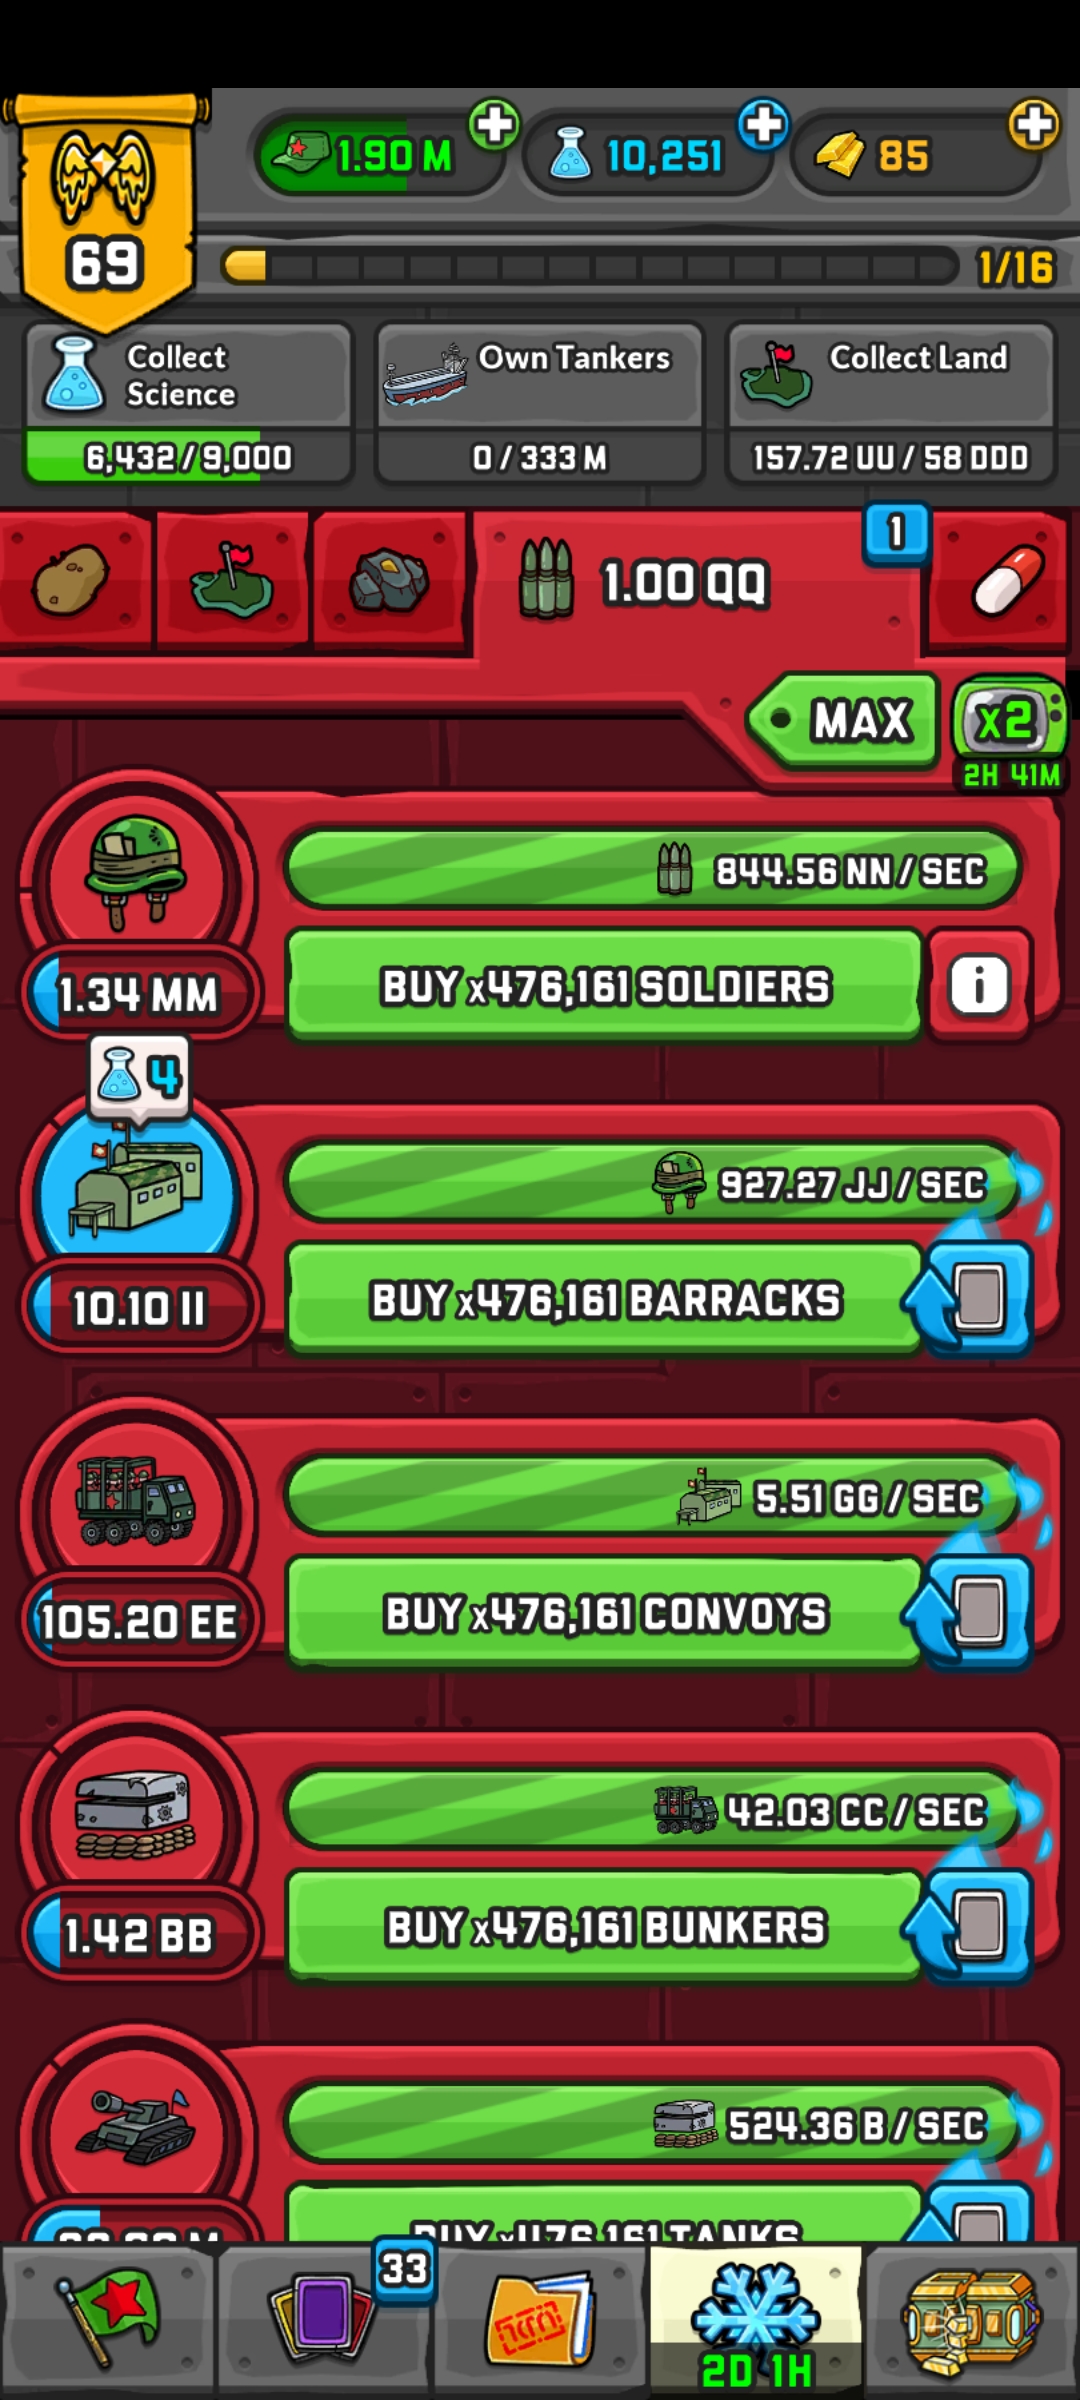 1.90 M
10,251
85
69
1/16
Collect
Science
Own Tankers
Collect Land
6,432/9,000
0/333 M
157.72 UU/58 DDD
1
1.00 QQ
MAX
x2
2H 41M
844.56 NN/SEC
1.34 MM
BUY x476,161 SOLDIERS
i
4
927.27 JJ/SEC
10.10 II
BUY x476,161 BARRACKS
5.51 GG/SEC
105.20 EE
BUY x476,161 CONVOYS
42.03 CC/SEC
1.42 BB
BUY x476,161 BUNKERS
524.36 B/SEC
BUY x476,161 TANKS
33
2D 1H